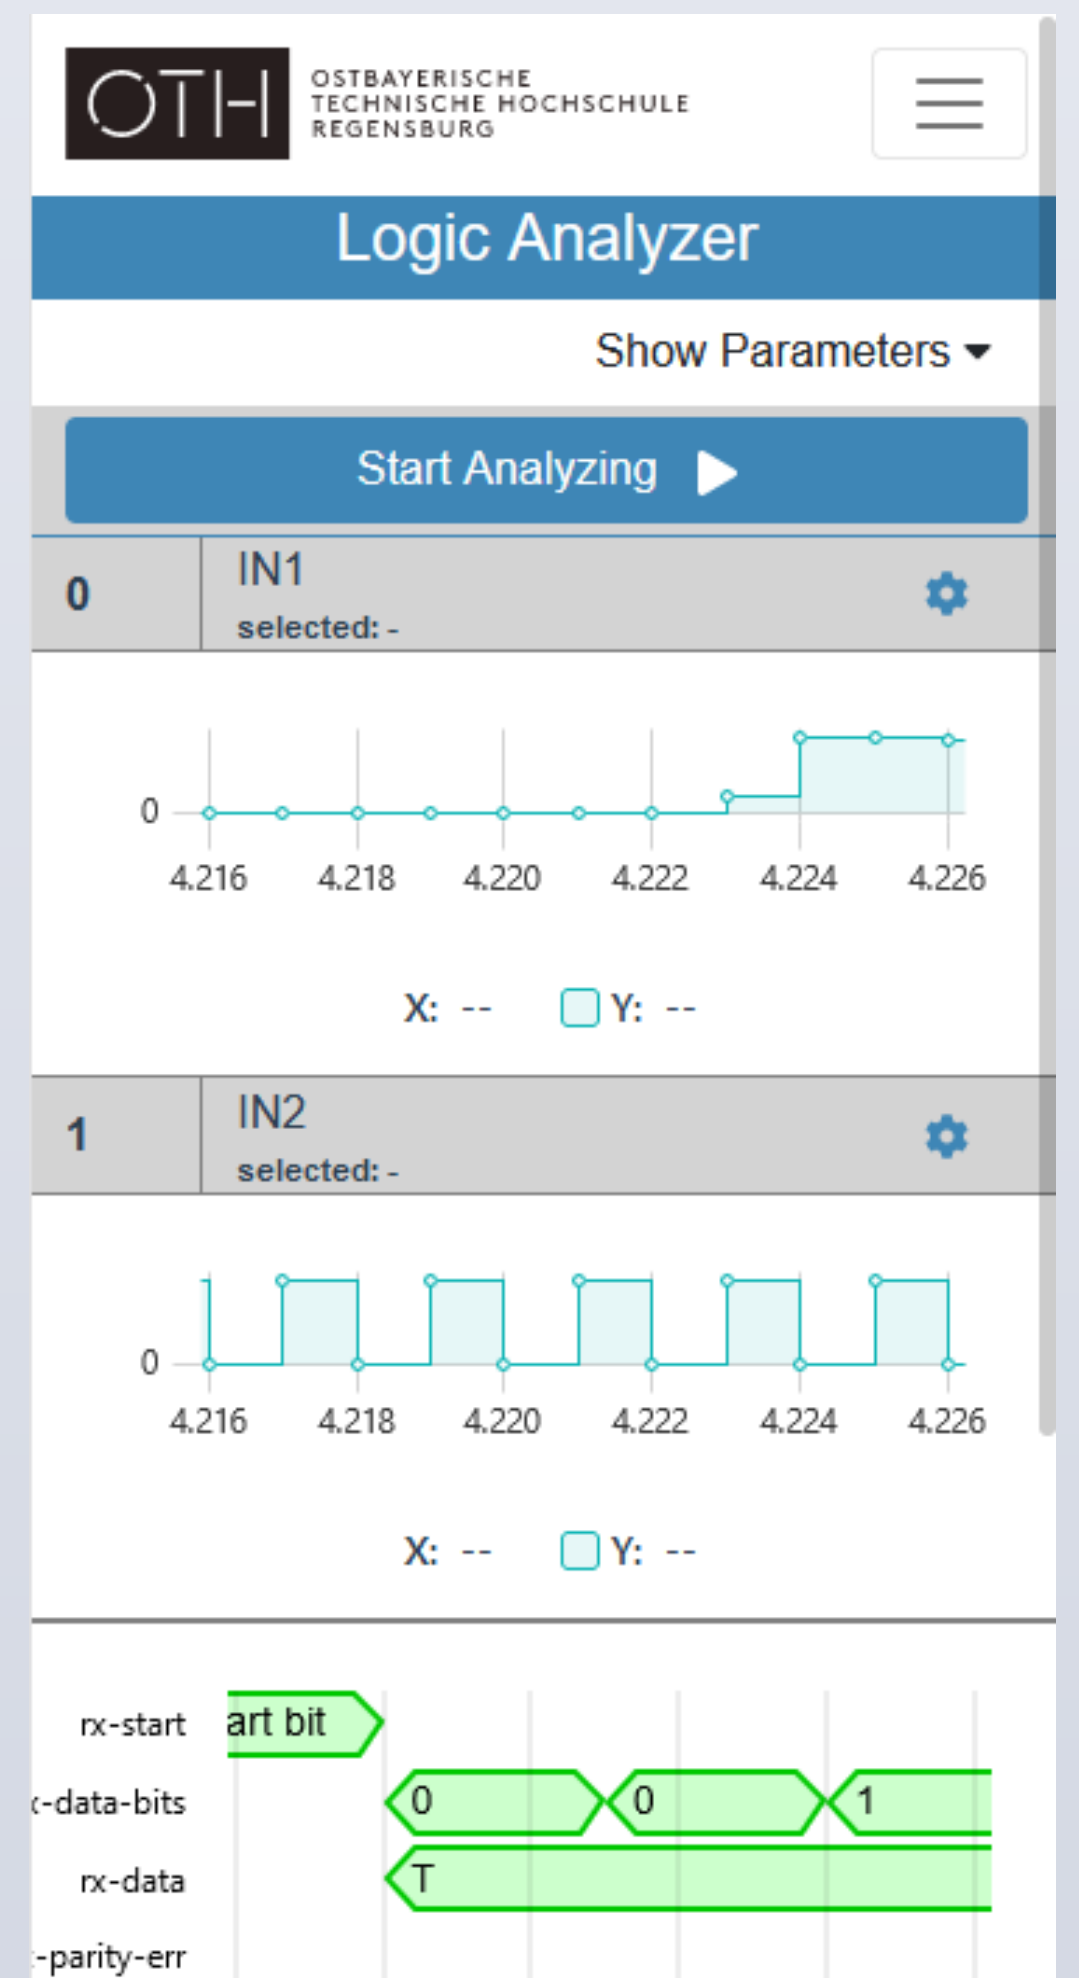 OTH
OSTBAYERISCHE
TECHNISCHE HOCHSCHULE
REGENSBURG
Logic Analyzer
Show Parameters
Start Analyzing
0
IN1
selected: -
0
4.216 4.218 4.220 4.222 4.224 4.226
X: -- Y: --
1
IN2
selected: -
0
4.216 4.218 4.220 4.222 4.224 4.226
X: -- Y: --
rx-start art bit
-data-bits 0 0 1
rx-data T
-parity-err